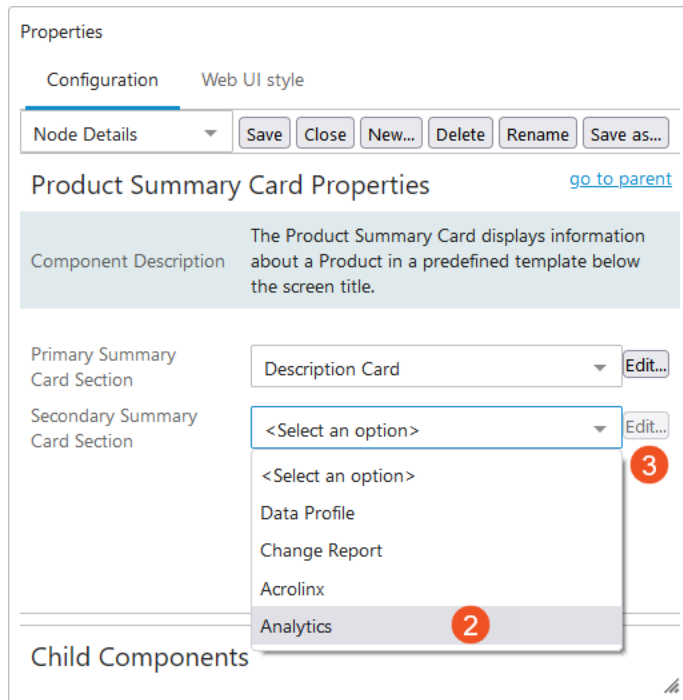 Properties
Configuration Web UI style
Node Details Save Close New... Delete Rename Save as...
Product Summary Card Properties go to parent
Component Description
The Product Summary Card displays information
about a Product in a predefined template below
the screen title.
Primary Summary
Card Section
Description Card Edit...
Secondary Summary
Card Section
<Select an option> Edit...
3
<Select an option>
Data Profile
Change Report
Acrolinx
Analytics 2
Child Components